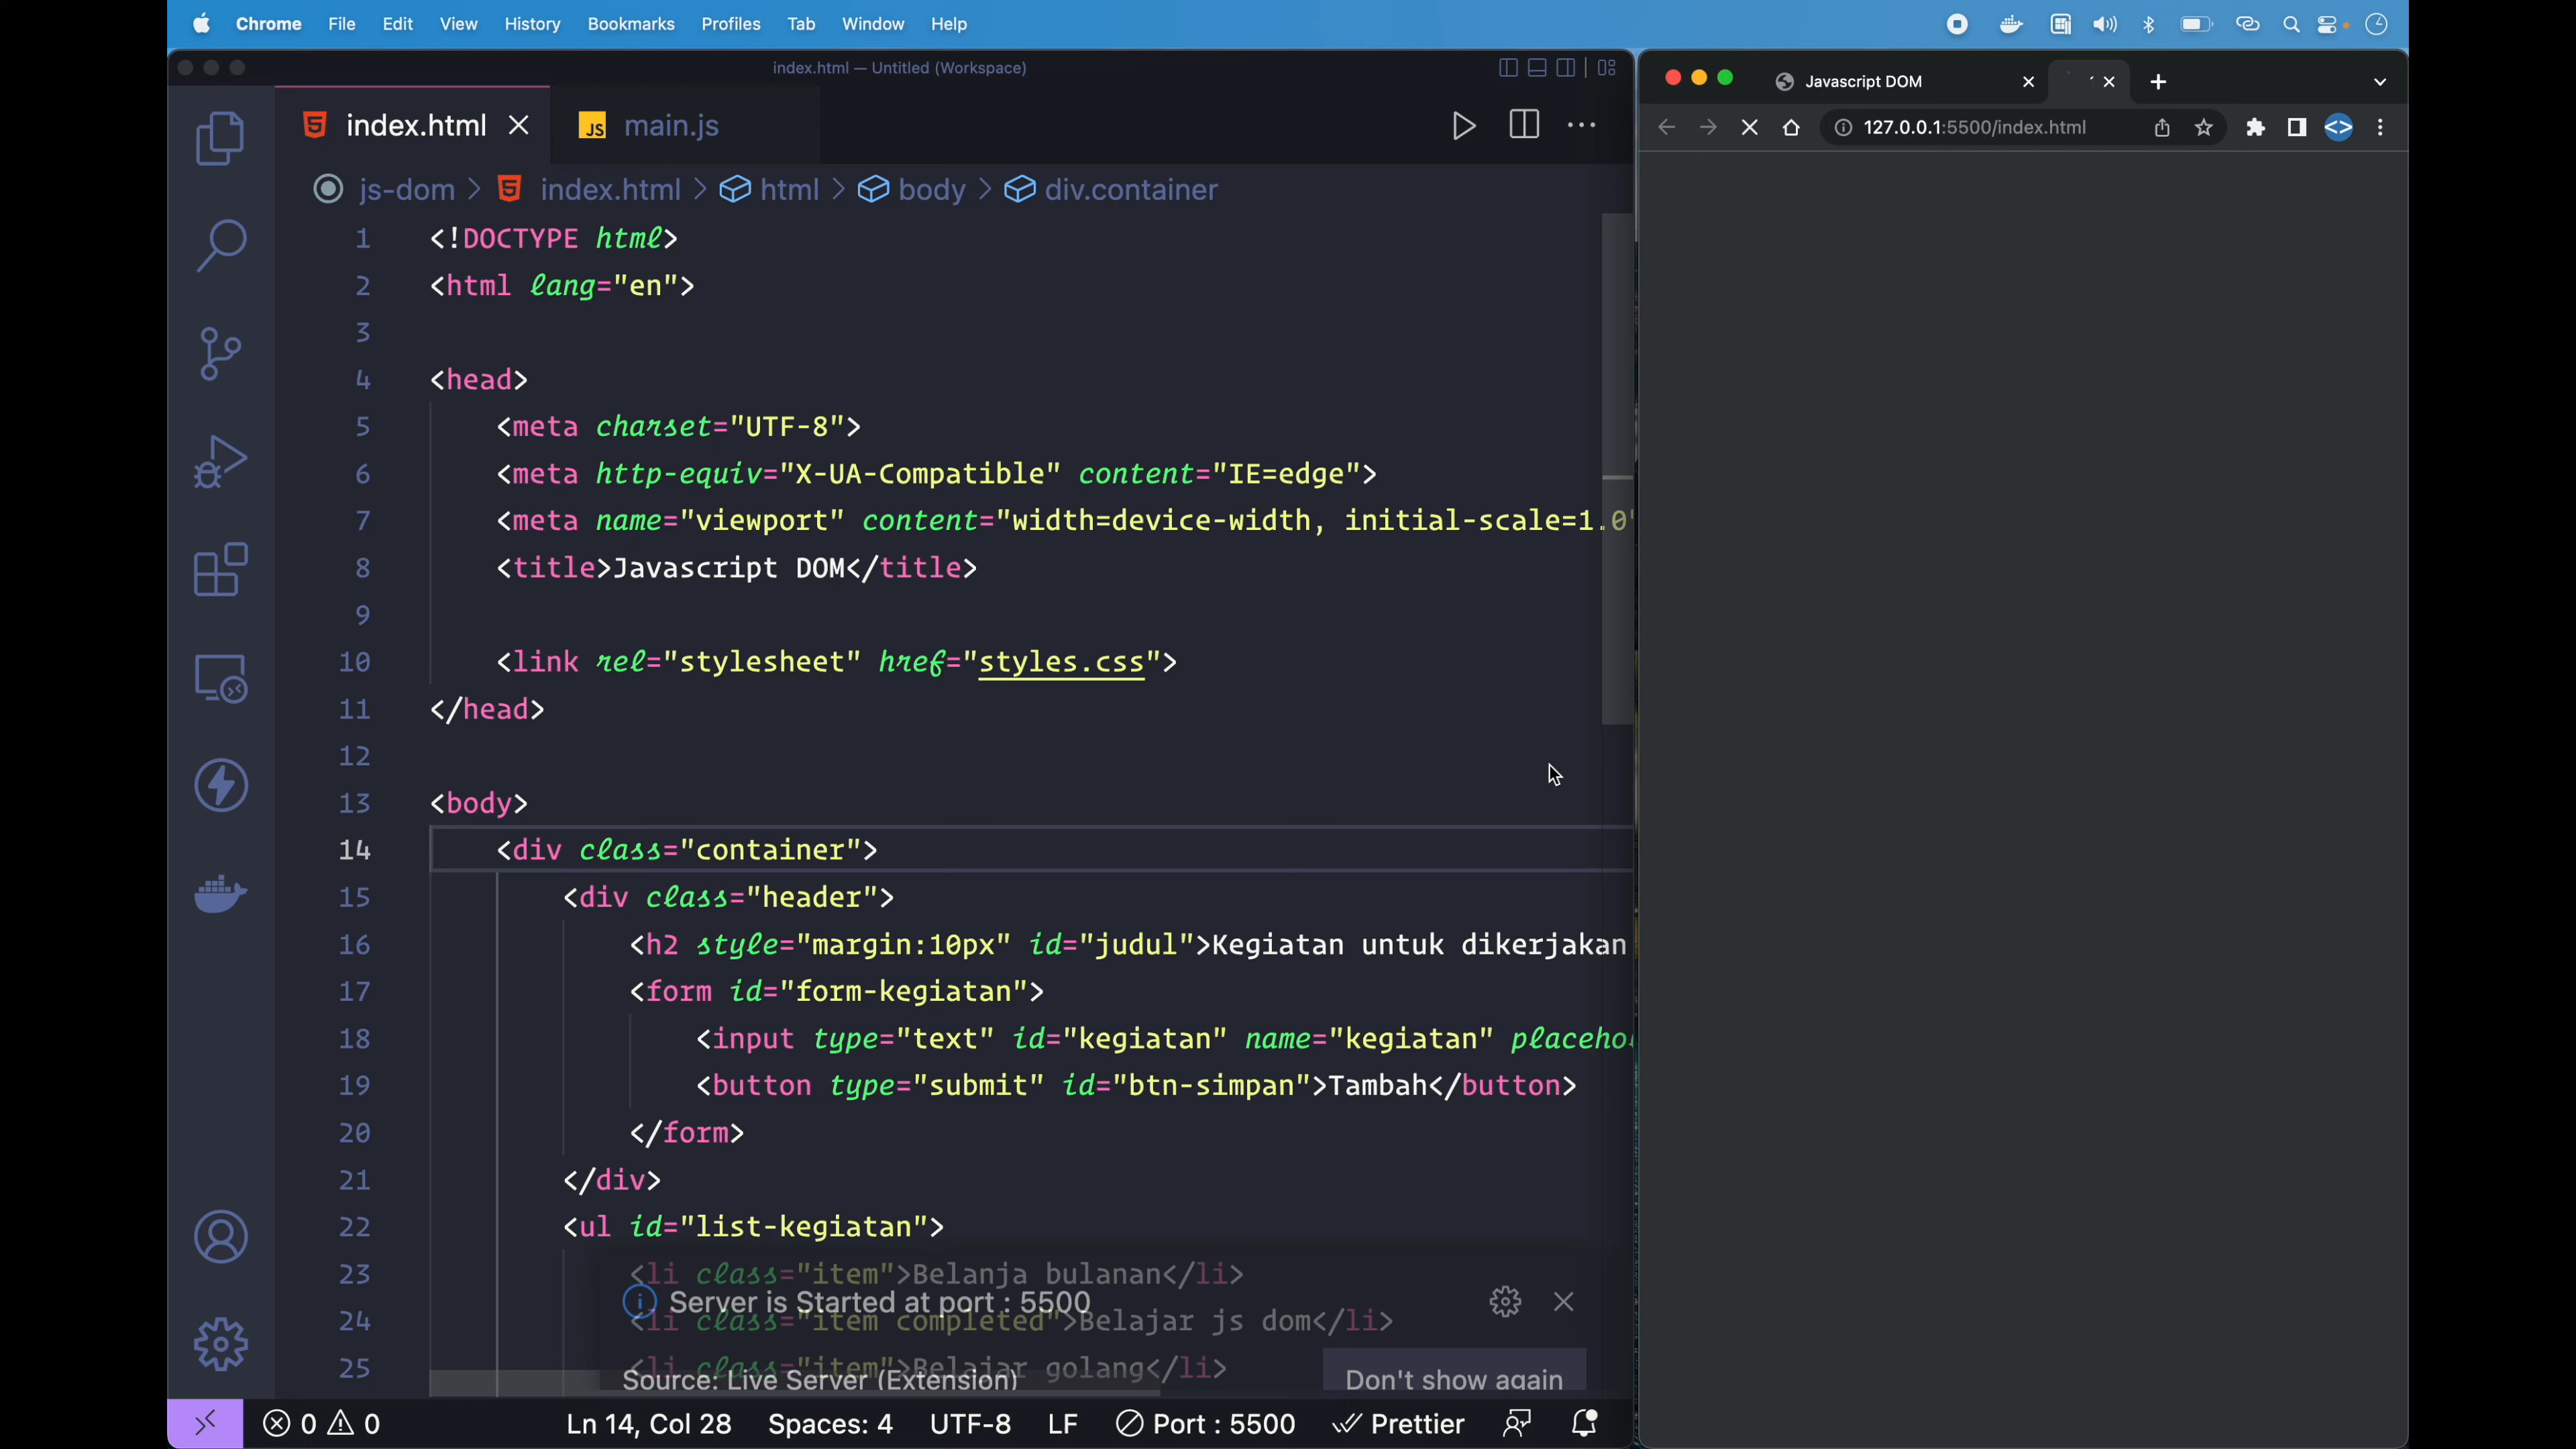 Chrome File Edit View History Bookmarks Profiles Tab Window Help
index.html — Untitled (Workspace)
index.html
JS main.js
js-dom > index.html > html > body > div.container
1 <!DOCTYPE html>
2 <html lang="en">
3
4 <head>
5 <meta charset="UTF-8">
6 <meta http-equiv="X-UA-Compatible" content="IE=edge">
7 <meta name="viewport" content="width=device-width, initial-scale=1.0"
8 <title>Javascript DOM</title>
9
10 <link rel="stylesheet" href="styles.css">
11 </head>
12
13 <body>
14 <div class="container">
15 <div class="header">
16 <h2 style="margin:10px" id="judul">Kegiatan untuk dikerjakan
17 <form id="form-kegiatan">
18 <input type="text" id="kegiatan" name="kegiatan" placeho
19 <button type="submit" id="btn-simpan">Tambah</button>
20 </form>
21 </div>
22 <ul id="list-kegiatan">
23 <li class="item">Belanja bulanan</li>
24 <li class="item completed">Belajar js dom</li>
25 <li class="item">Belajar golang</li>
Server is Started at port : 5500
Source: Live Server (Extension)
Don't show again
0 0 Ln 14, Col 28 Spaces: 4 UTF-8 LF Port : 5500 Prettier
Javascript DOM
127.0.0.1:5500/index.html